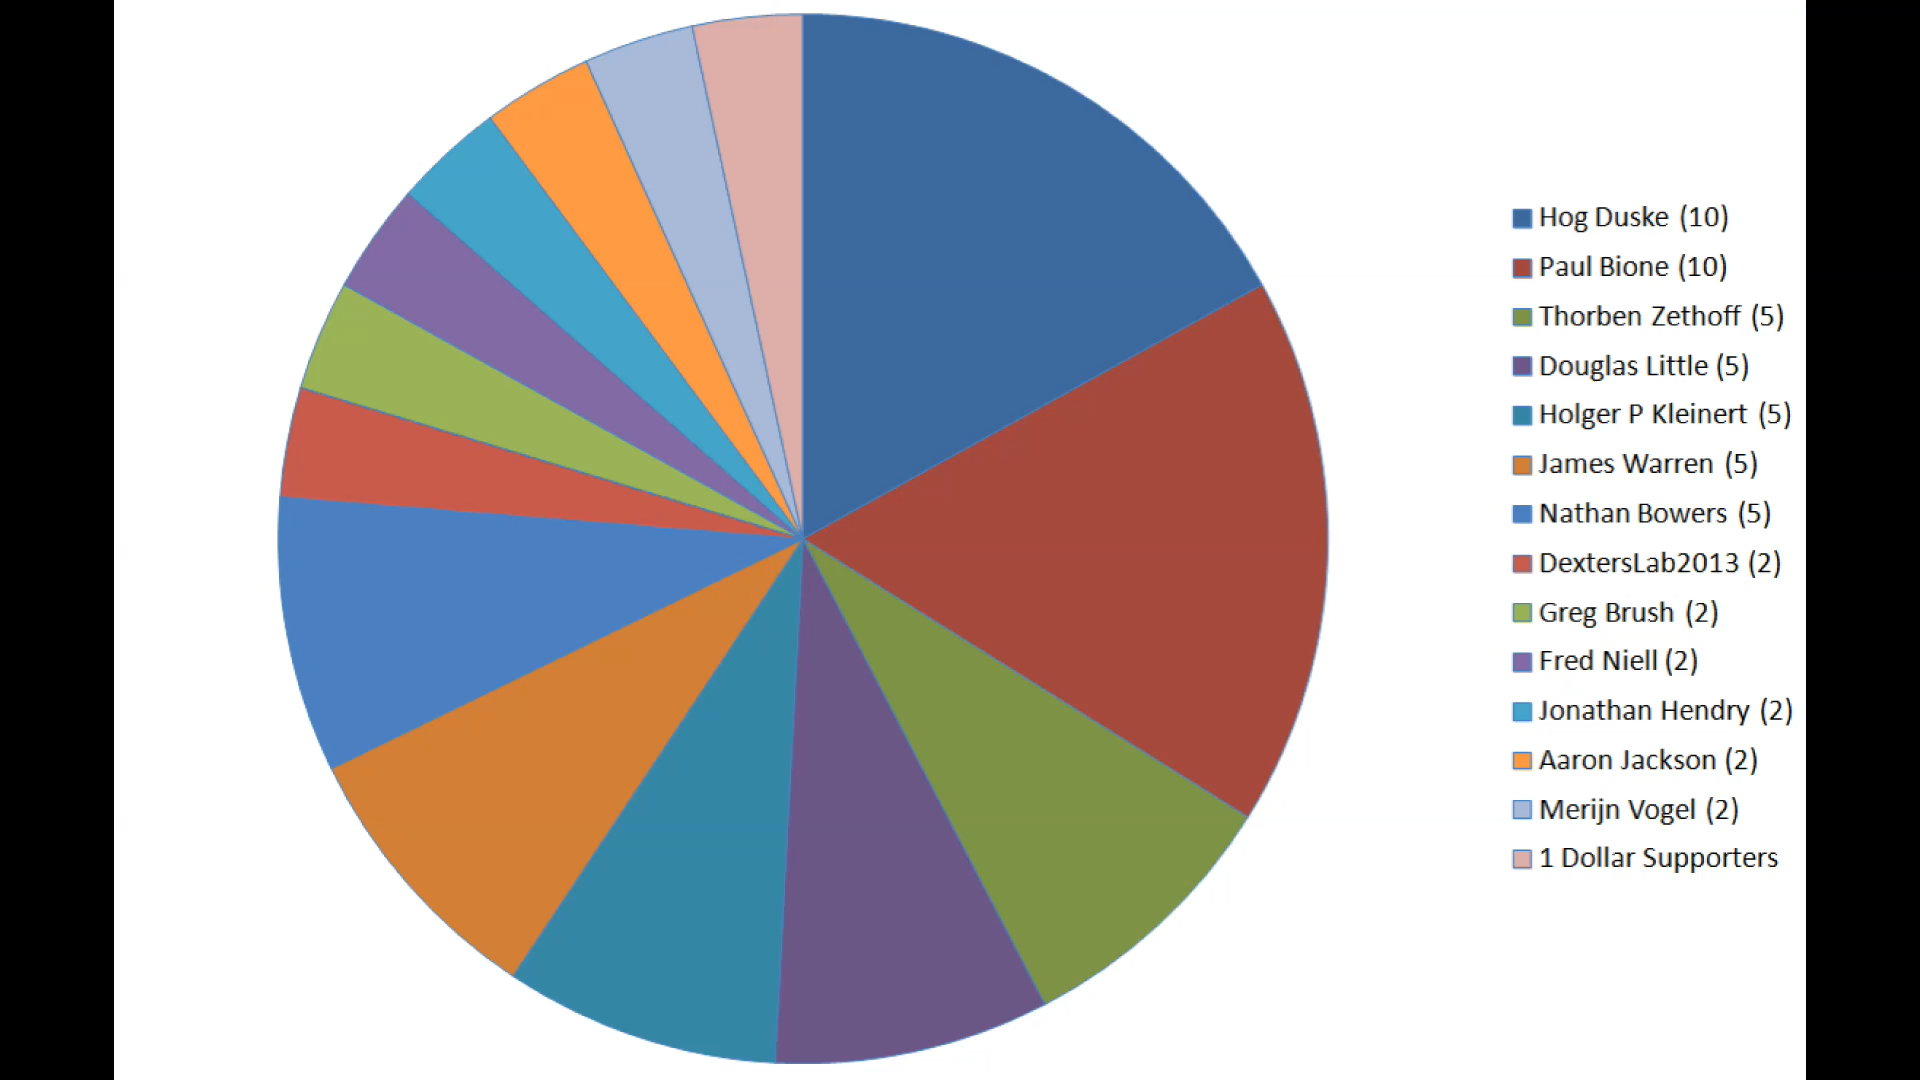 Hog Duske (10)
Paul Bione (10)
Thorben Zethoff (5)
Douglas Little (5)
Holger P Kleinert (5)
James Warren (5)
Nathan Bowers (5)
DextersLab2013 (2)
Greg Brush (2)
Fred Niell (2)
Jonathan Hendry (2)
Aaron Jackson (2)
Merijn Vogel (2)
1 Dollar Supporters